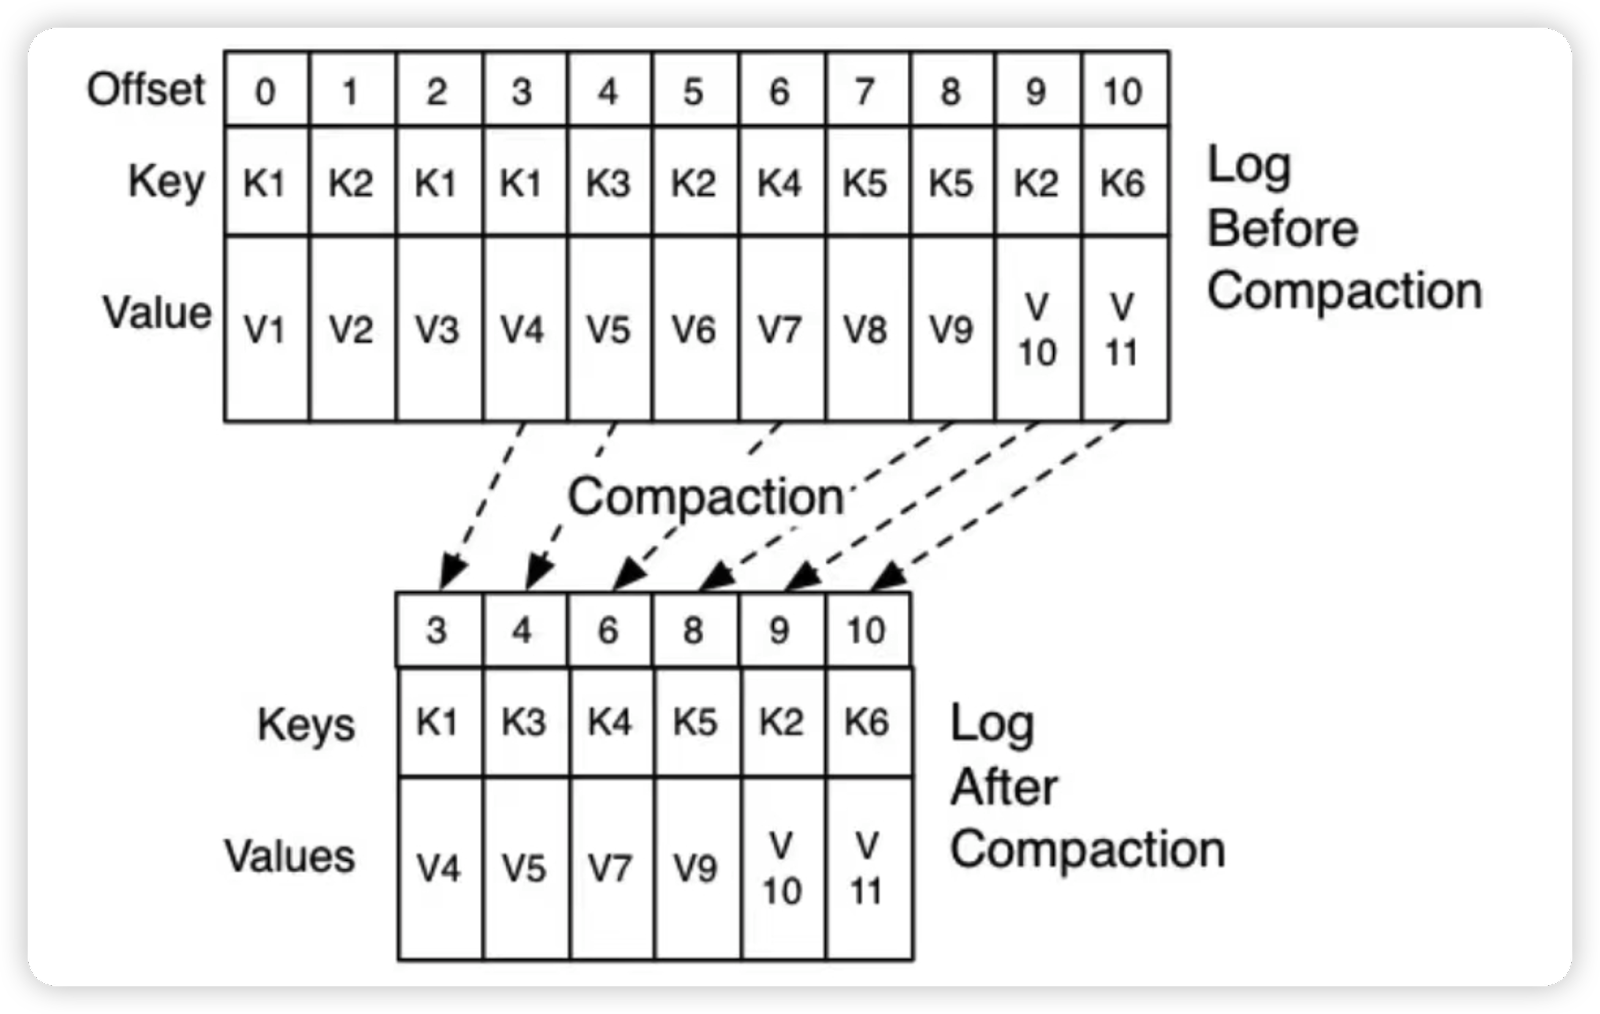 Offset 0 1 2 3 4 5 6 7 8 9 10
Key K1 K2 K1 K1 K3 K2 K4 K5 K5 K2 K6
Value V1 V2 V3 V4 V5 V6 V7 V8 V9 V 10 V 11
Log
Before
Compaction
Compaction
3 4 6 8 9 10
Keys K1 K3 K4 K5 K2 K6
Values V4 V5 V7 V9 V 10 V 11
Log
After
Compaction